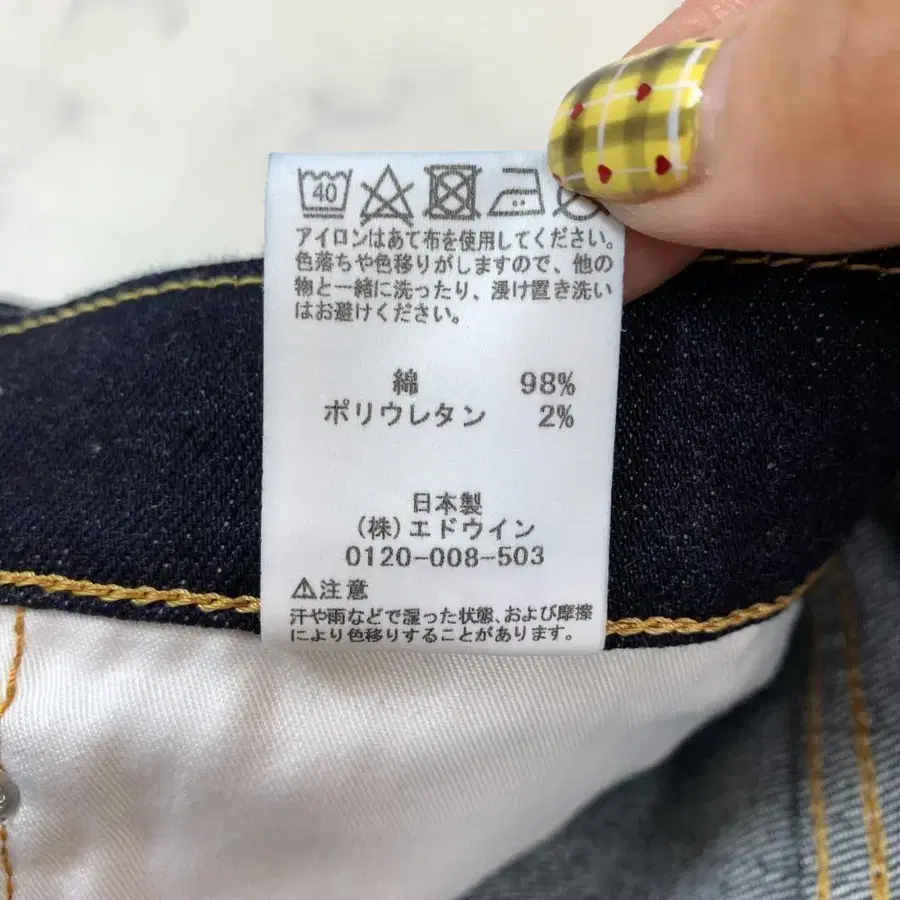 40
アイロンはあて布を使用してください。
色落ちや色移りがしますので、他の
物と一緒に洗ったり、浸け置き洗い
はお避けください。
綿 98%
ポリウレタン 2%
日本製
(株)エドウイン
0120-008-503
⚠注意
汗や雨などで湿った状態、および摩擦
により色移りすることがあります。